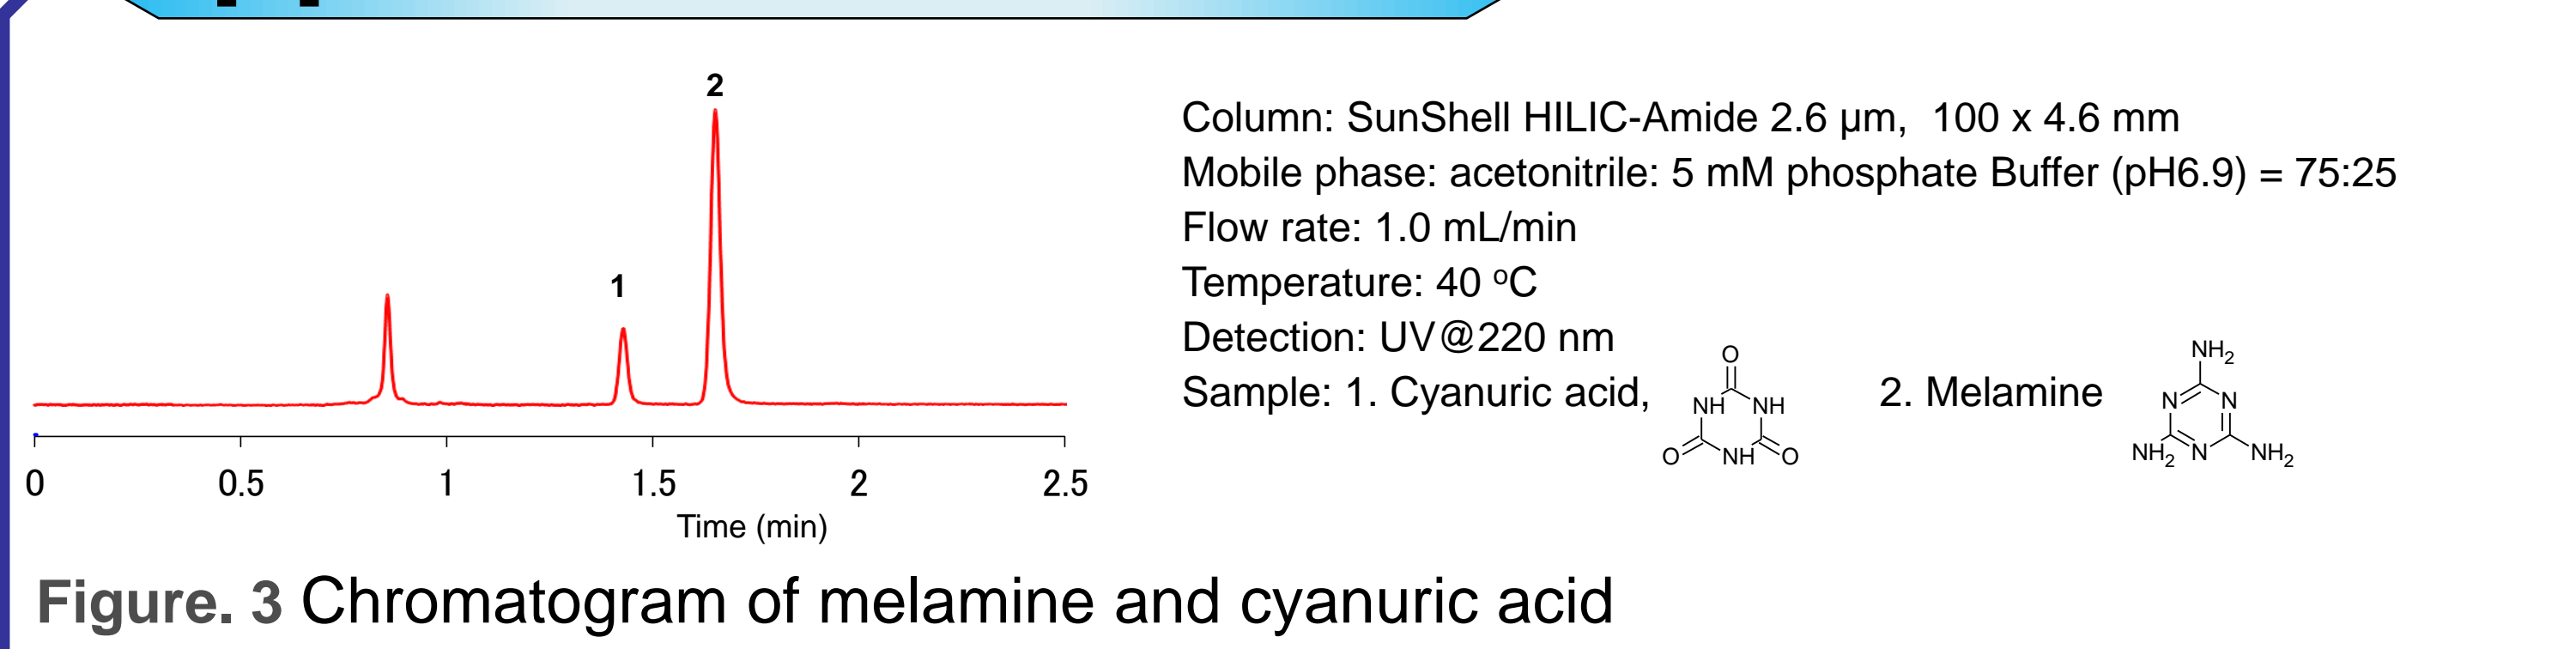 2
1
0 0.5 1 1.5 2 2.5
Time (min)
Column: SunShell HILIC-Amide 2.6 µm, 100 x 4.6 mm
Mobile phase: acetonitrile: 5 mM phosphate Buffer (pH6.9) = 75:25
Flow rate: 1.0 mL/min
Temperature: 40 ºC
Detection: UV@220 nm
Sample: 1. Cyanuric acid, 2. Melamine
O
NH NH
O NH O
NH2
N N
NH2 N NH2
Figure. 3 Chromatogram of melamine and cyanuric acid